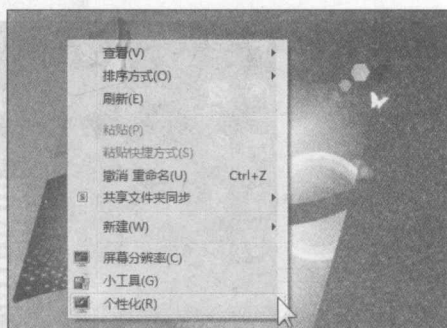 查看(V)
排序方式(O)
刷新(E)
粘贴(P)
粘贴快捷方式(S)
撤消 重命名(U) Ctrl+Z
共享文件夹同步
新建(W)
屏幕分辨率(C)
小工具(G)
个性化(R)